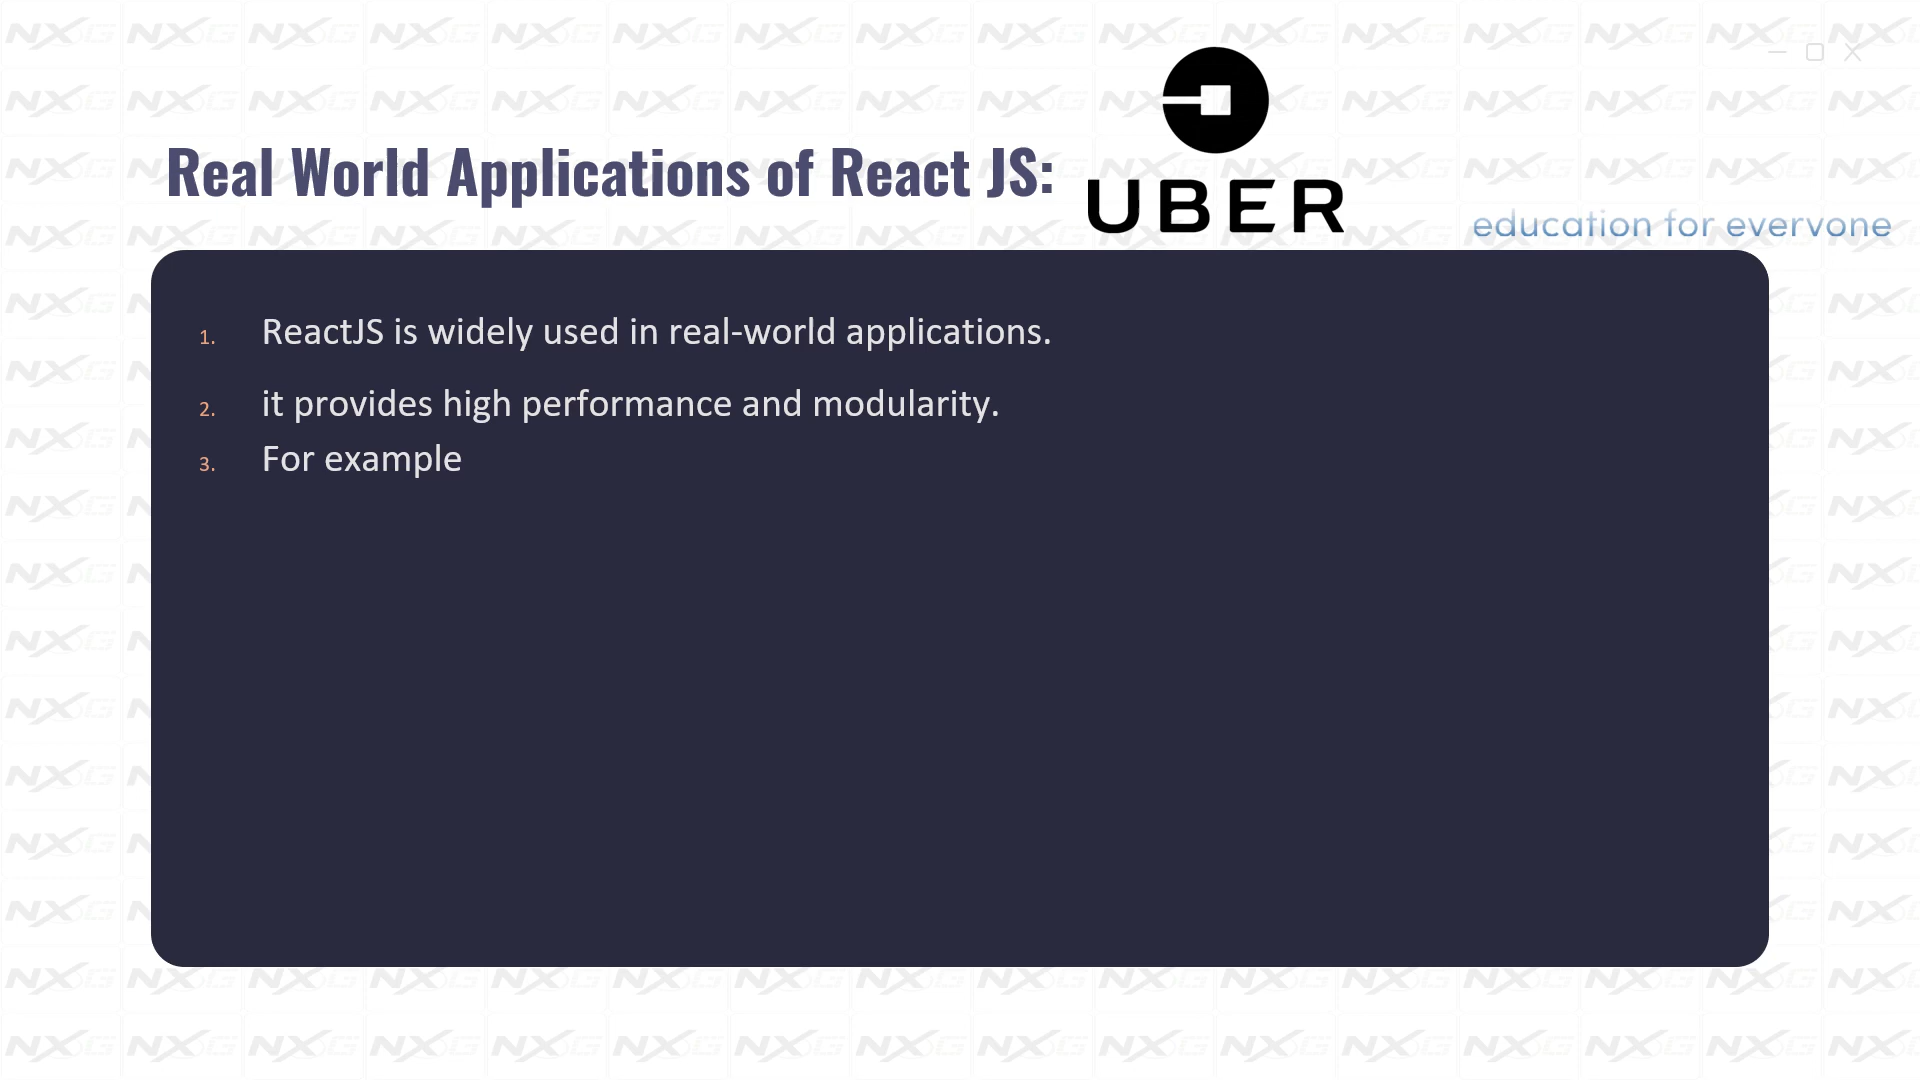 UBER
Real World Applications of React JS:
education for everyone
1. ReactJS is widely used in real-world applications.
2. it provides high performance and modularity.
3. For example